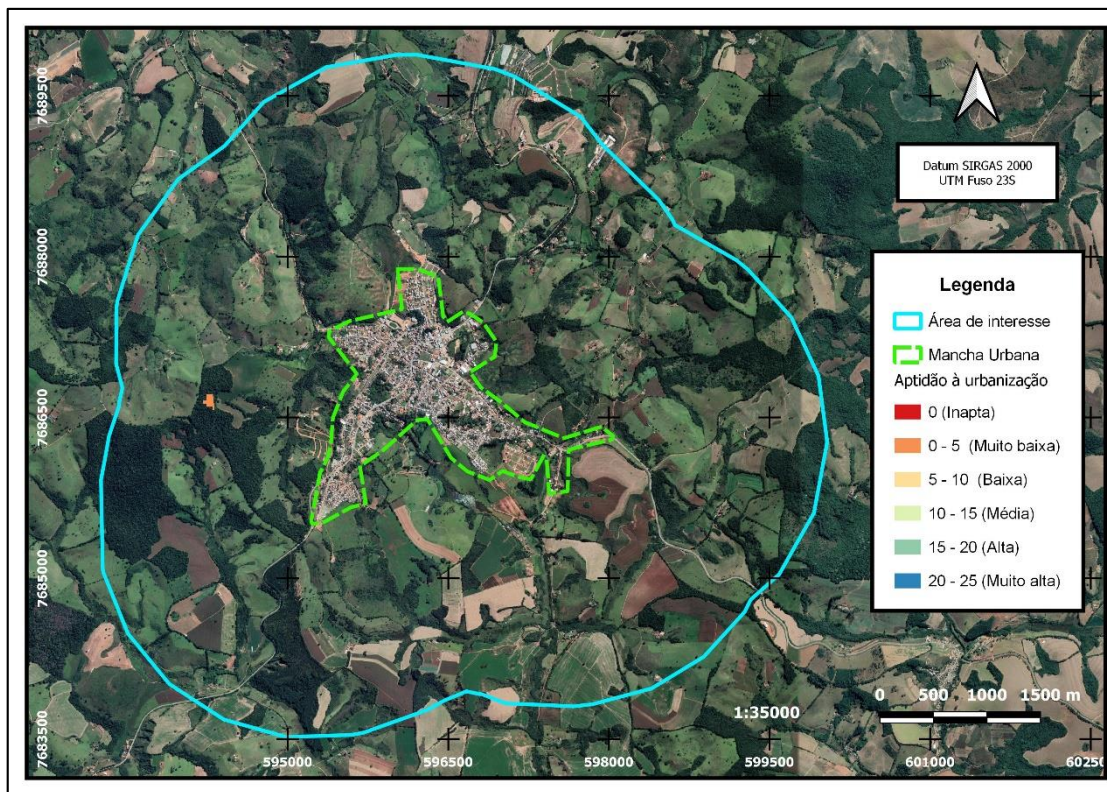 7689500
7688000
7686500
7685000
7683500
Datum SIRGAS 2000
UTM Fuso 23S
Legenda
Área de interesse
Mancha Urbana
Aptidão à urbanização
0 (Inapta)
0 - 5 (Muito baixa)
5 - 10 (Baixa)
10 - 15 (Média)
15 - 20 (Alta)
20 - 25 (Muito alta)
0 500 1000 1500 m
1:35000
595000 596500 598000 599500 601000 60250